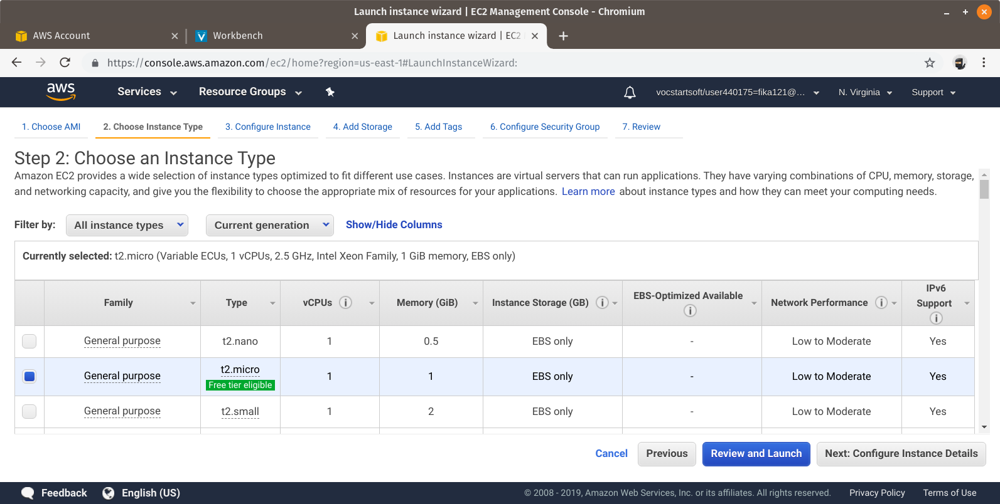 Launch instance wizard | EC2 Management Console - Chromium
AWS Account
Workbench
Launch instance wizard | EC2
https://console.aws.amazon.com/ec2/home?region=us-east-1#LaunchInstanceWizard:
aws
Services
Resource Groups
vocstartsoft/user440175=fika121@...
N. Virginia
Support
1. Choose AMI
2. Choose Instance Type
3. Configure Instance
4. Add Storage
5. Add Tags
6. Configure Security Group
7. Review
Step 2: Choose an Instance Type
Amazon EC2 provides a wide selection of instance types optimized to fit different use cases. Instances are virtual servers that can run applications. They have varying combinations of CPU, memory, storage,
and networking capacity, and give you the flexibility to choose the appropriate mix of resources for your applications. Learn more about instance types and how they can meet your computing needs.
Filter by: All instance types Current generation Show/Hide Columns
Currently selected: t2.micro (Variable ECUs, 1 vCPUs, 2.5 GHz, Intel Xeon Family, 1 GiB memory, EBS only)
Family Type vCPUs Memory (GiB) Instance Storage (GB) EBS-Optimized Available Network Performance IPv6 Support
General purpose t2.nano 1 0.5 EBS only - Low to Moderate Yes
General purpose t2.micro Free tier eligible 1 1 EBS only - Low to Moderate Yes
General purpose t2.small 1 2 EBS only - Low to Moderate Yes
Cancel Previous Review and Launch Next: Configure Instance Details
Feedback English (US) © 2008 - 2019, Amazon Web Services, Inc. or its affiliates. All rights reserved. Privacy Policy Terms of Use